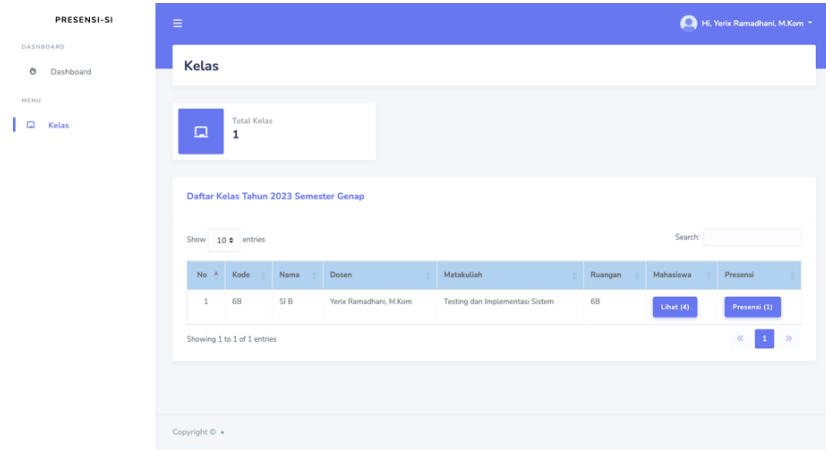 PRESENSI-SI
Hi, Yerix Ramadhani, M.Kom
DASHBOARD
Dashboard
MENU
Kelas
Kelas
Total Kelas
1
Daftar Kelas Tahun 2023 Semester Genap
Show 10 entries
Search:
No Kode Nama Dosen Matakuliah Ruangan Mahasiswa Presensi
1 6B SI B Yerix Ramadhani, M.Kom Testing dan Implementasi Sistem 6B Lihat (4) Presensi (1)
Showing 1 to 1 of 1 entries
« 1 »
Copyright © •